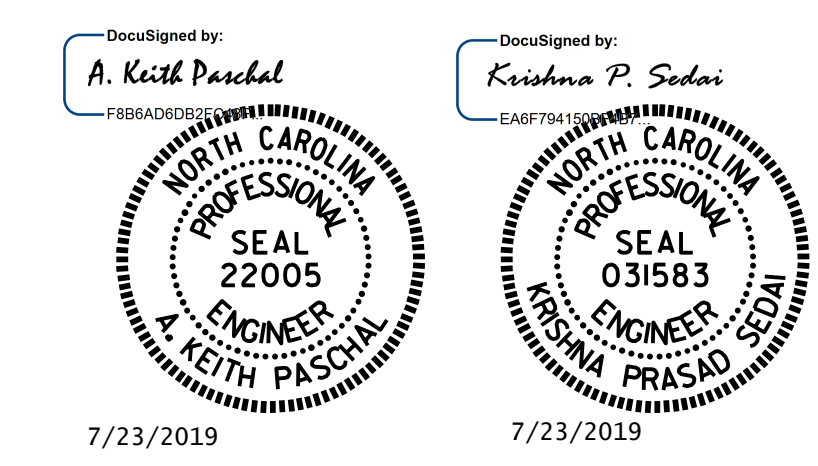 DocuSigned by:
A. Keith Paschal
NORTH CAROLINA
PROFESSIONAL
SEAL
22005
ENGINEER
A. KEITH PASCHAL
7/23/2019
DocuSigned by:
Krishna P. Sedai
NORTH CAROLINA
PROFESSIONAL
SEAL
031583
ENGINEER
KRISHNA PRASAD SEDAI
7/23/2019